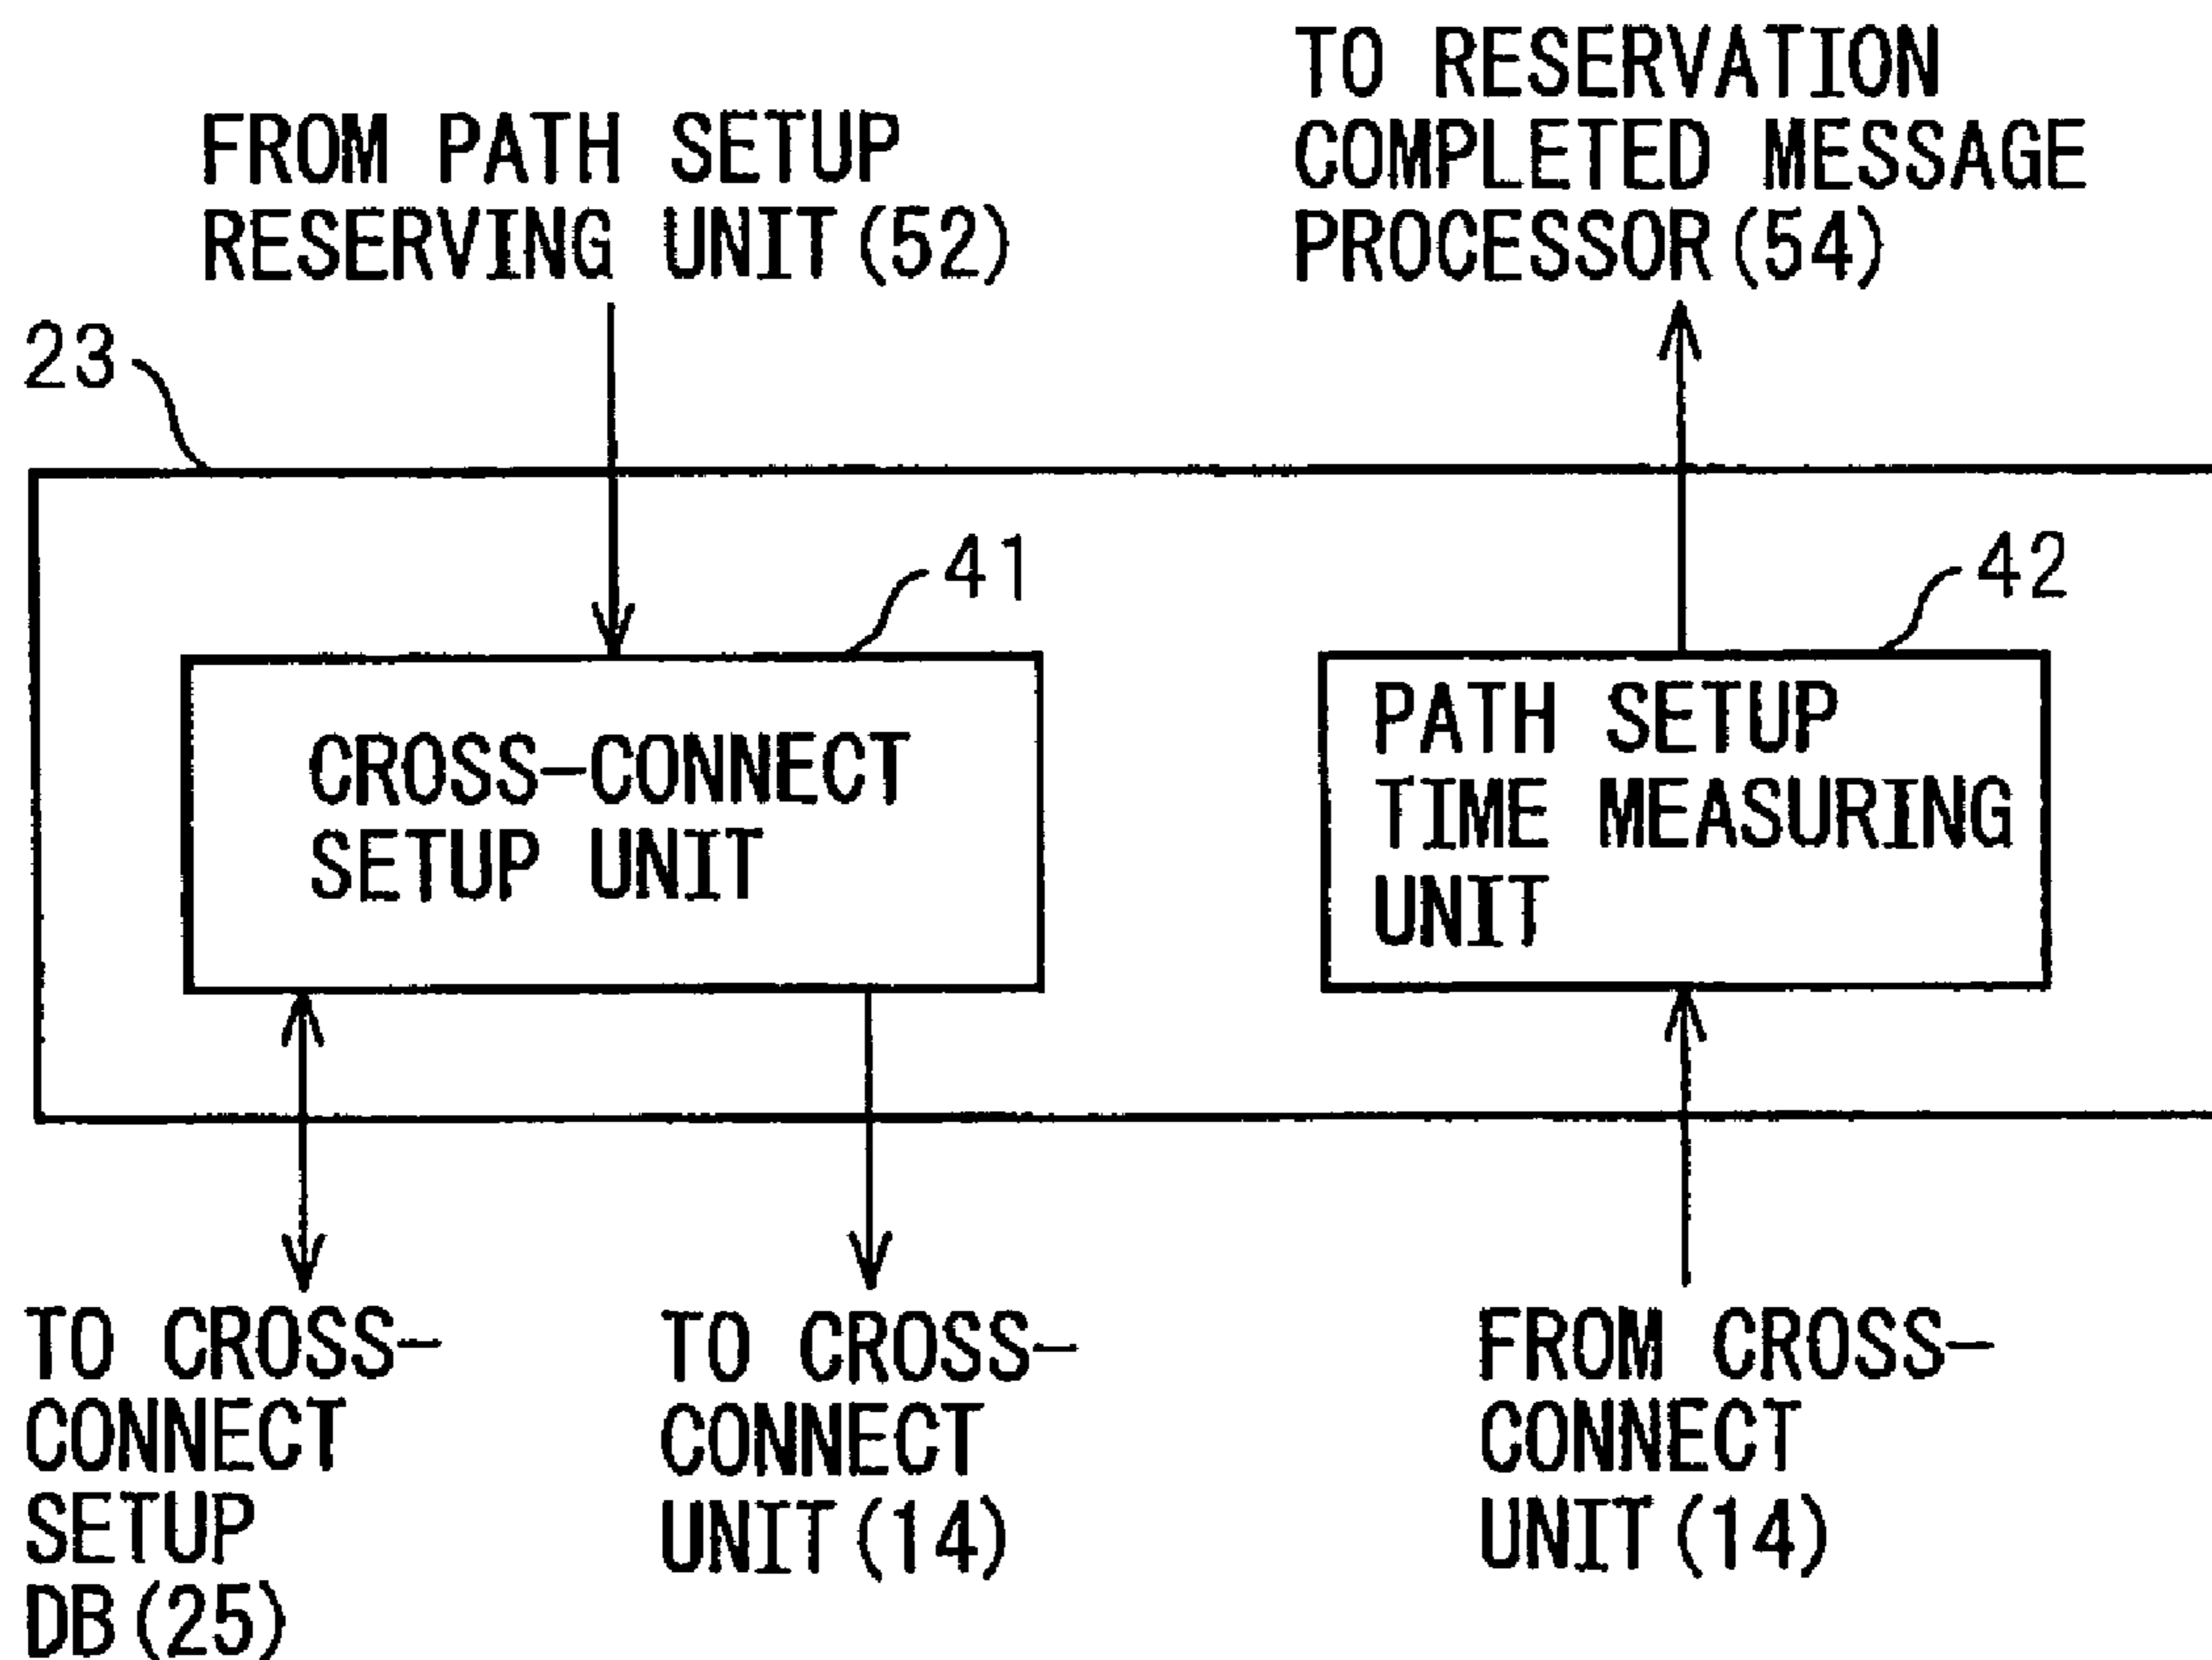 TO RESERVATION
COMPLETED MESSAGE
PROCESSOR(54)
FROM PATH SETUP
RESERVING UNIT(52)
23
41
42
CROSS-CONNECT
SETUP UNIT
PATH SETUP
TIME MEASURING
UNIT
TO CROSS-
CONNECT
SETUP
DB(25)
TO CROSS-
CONNECT
UNIT(14)
FROM CROSS-
CONNECT
UNIT(14)